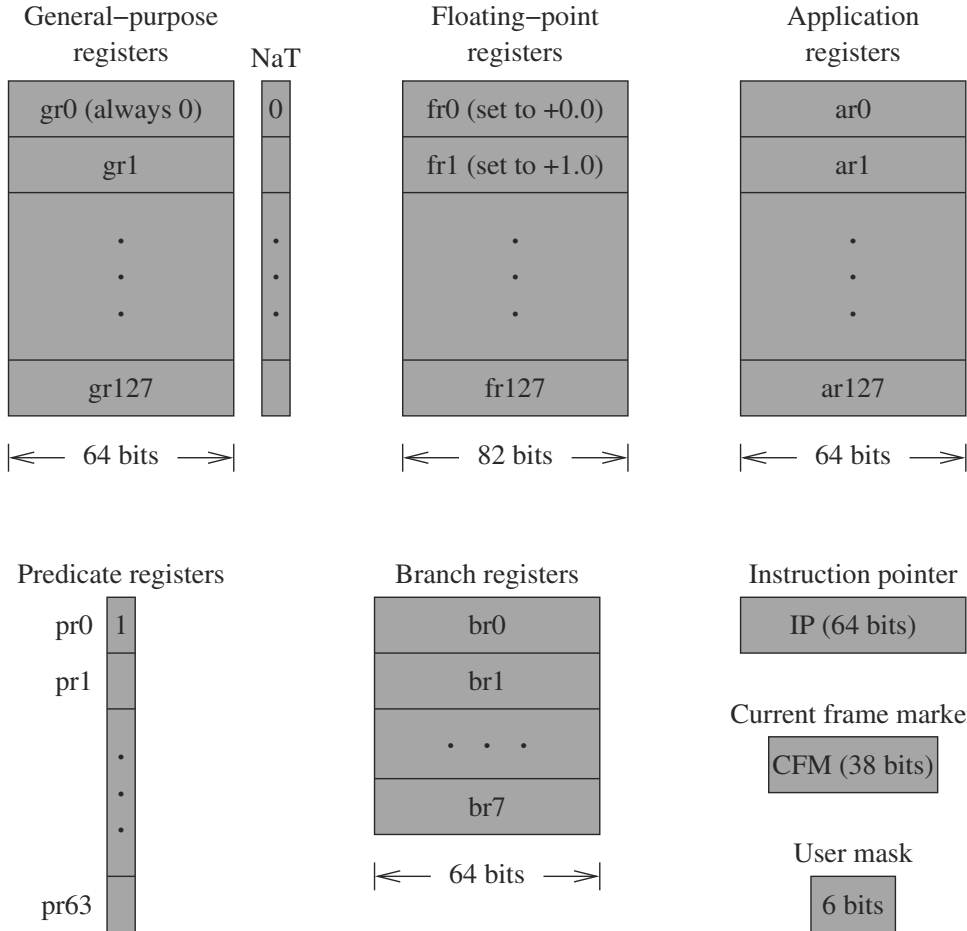 General−purpose
registers
NaT
gr0 (always 0)
0
gr1
gr127
64 bits
Floating−point
registers
fr0 (set to +0.0)
fr1 (set to +1.0)
fr127
82 bits
Application
registers
ar0
ar1
ar127
64 bits
Predicate registers
pr0
1
pr1
pr63
Branch registers
br0
br1
br7
64 bits
Instruction pointer
IP (64 bits)
Current frame marke
CFM (38 bits)
User mask
6 bits